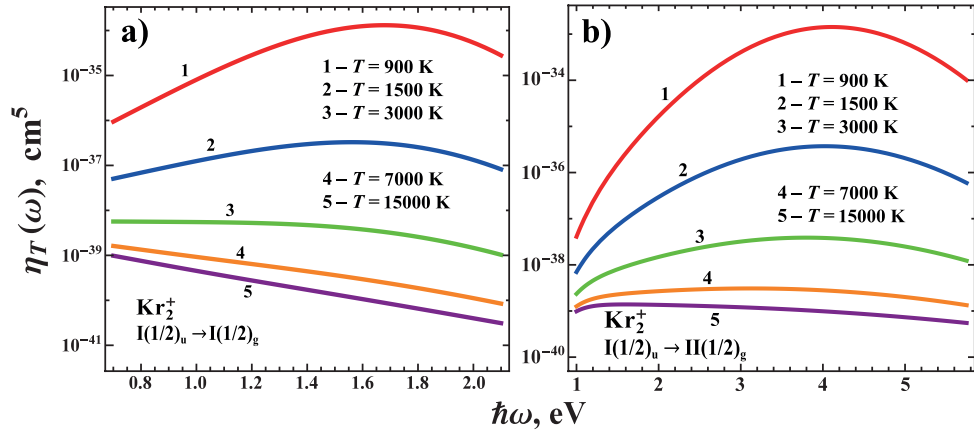 a)
η_T(ω), cm⁵
10⁻³⁵
10⁻³⁷
10⁻³⁹
10⁻⁴¹
1
2
3
4
5
1 – T = 900 K
2 – T = 1500 K
3 – T = 3000 K
4 – T = 7000 K
5 – T = 15000 K
Kr₂⁺
I(1/2)ᵤ → I(1/2)g
0.8 1.0 1.2 1.4 1.6 1.8 2.0
b)
10⁻³⁴
10⁻³⁶
10⁻³⁸
10⁻⁴⁰
1
2
3
4
5
1 – T = 900 K
2 – T = 1500 K
3 – T = 3000 K
4 – T = 7000 K
5 – T = 15000 K
Kr₂⁺
I(1/2)ᵤ → II(1/2)g
1 2 3 4 5
ℏω, eV